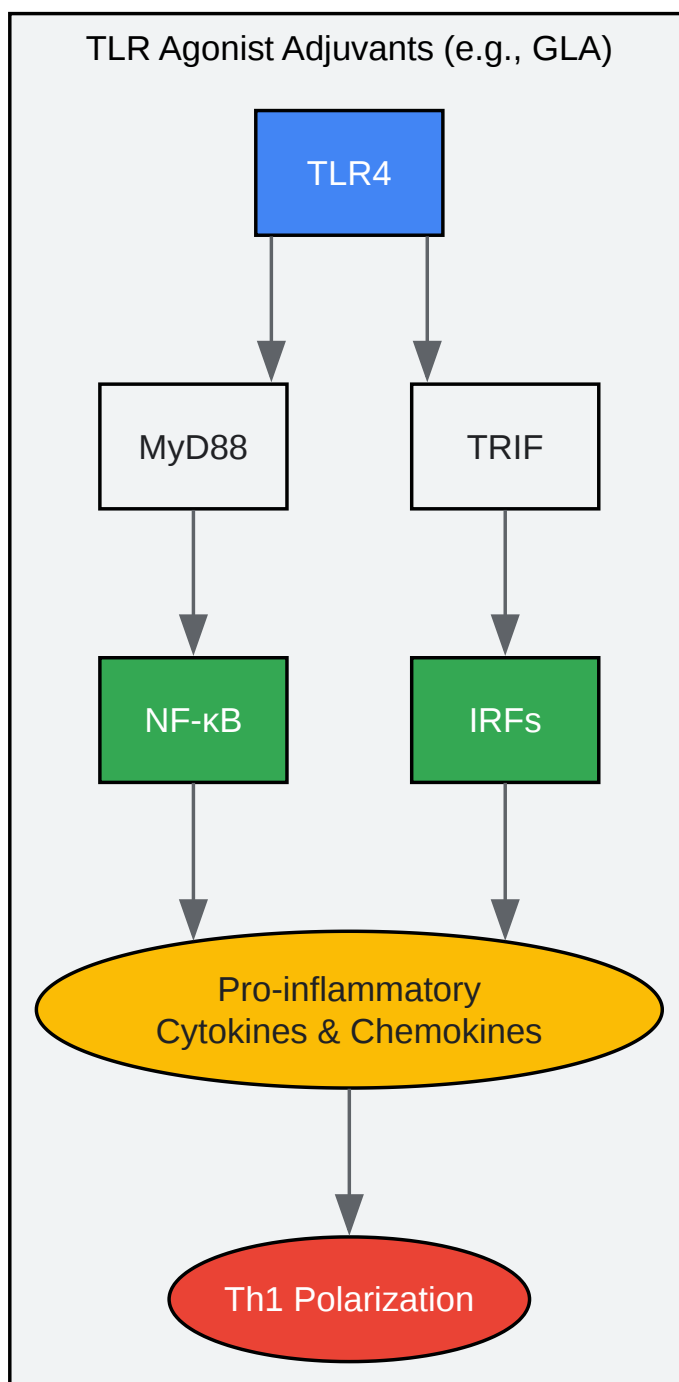 TLR Agonist Adjuvants (e.g., GLA)
TLR4
MyD88
TRIF
NF-κB
IRFs
Pro-inflammatory
Cytokines & Chemokines
Th1 Polarization